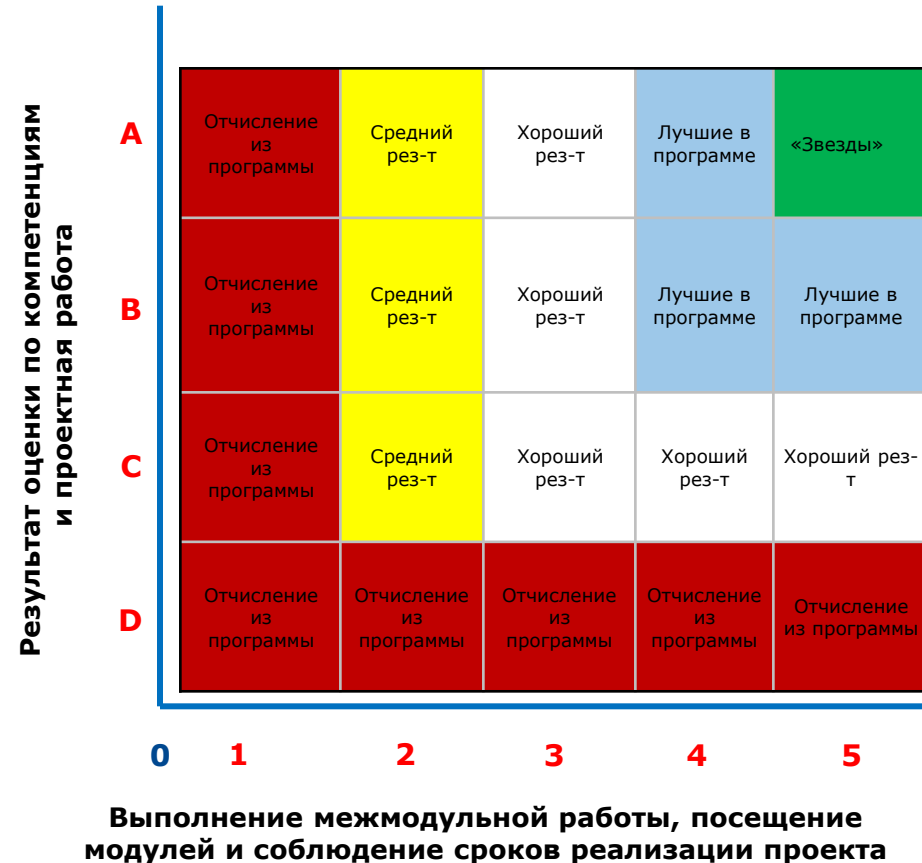 Результат оценки по компетенциям
и проектная работа
A
Отчисление
из
программы
Средний
рез-т
Хороший
рез-т
Лучшие в
программе
«Звезды»
B
Отчисление
из
программы
Средний
рез-т
Хороший
рез-т
Лучшие в
программе
Лучшие в
программе
C
Отчисление
из
программы
Средний
рез-т
Хороший
рез-т
Хороший
рез-т
Хороший рез-
т
D
Отчисление
из
программы
Отчисление
из
программы
Отчисление
из
программы
Отчисление
из
программы
Отчисление
из программы
0 1 2 3 4 5
Выполнение межмодульной работы, посещение
модулей и соблюдение сроков реализации проекта